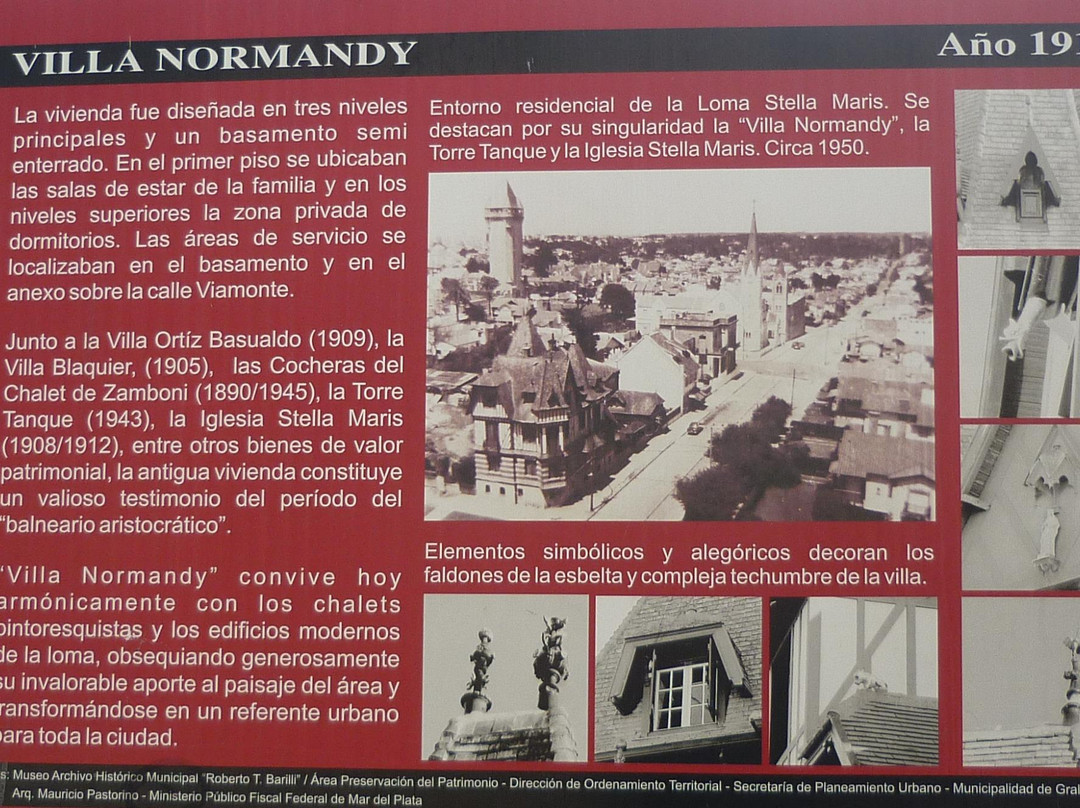 VILLA NORMANDY
Año 191
La vivienda fue diseñada en tres niveles
principales y un basamento semi
enterrado. En el primer piso se ubicaban
las salas de estar de la familia y en los
niveles superiores la zona privada de
dormitorios. Las áreas de servicio se
localizaban en el basamento y en el
anexo sobre la calle Viamonte.
Junto a la Villa Ortíz Basualdo (1909), la
Villa Blaquier, (1905), las Cocheras del
Chalet de Zamboni (1890/1945), la Torre
Tanque (1943), la Iglesia Stella Maris
(1908/1912), entre otros bienes de valor
patrimonial, la antigua vivienda constituye
un valioso testimonio del período del
"balneario aristocrático".
"Villa Normandy" convive hoy
armónicamente con los chalets
pintoresquistas y los edificios modernos
de la loma, obsequiando generosamente
su invalorable aporte al paisaje del área y
transformándose en un referente urbano
para toda la ciudad.
Entorno residencial de la Loma Stella Maris. Se
destacan por su singularidad la "Villa Normandy", la
Torre Tanque y la Iglesia Stella Maris. Circa 1950.
Elementos simbólicos y alegóricos decoran los
faldones de la esbelta y compleja techumbre de la villa.
s: Museo Archivo Histórico Municipal "Roberto T. Barilli" / Área Preservación del Patrimonio - Dirección de Ordenamiento Territorial - Secretaría de Planeamiento Urbano - Municipalidad de Gral
Arq. Mauricio Pastorino - Ministerio Público Fiscal Federal de Mar del Plata